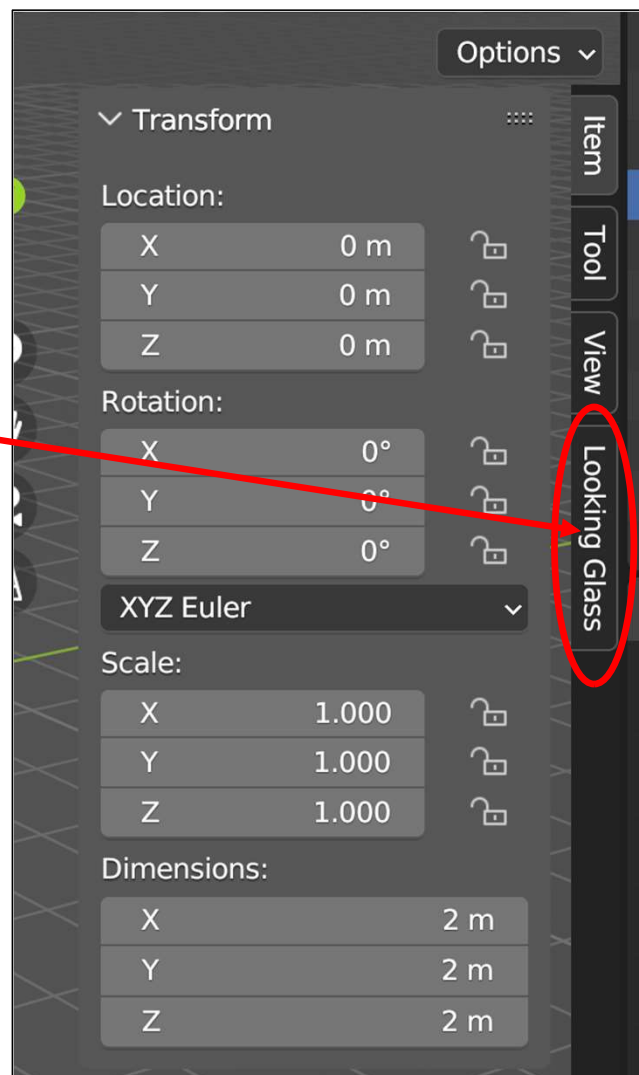 Options
Transform
Location:
X 0 m
Y 0 m
Z 0 m
Rotation:
X 0°
Y 0°
Z 0°
XYZ Euler
Scale:
X 1.000
Y 1.000
Z 1.000
Dimensions:
X 2 m
Y 2 m
Z 2 m
Item
Tool
View
Looking Glass